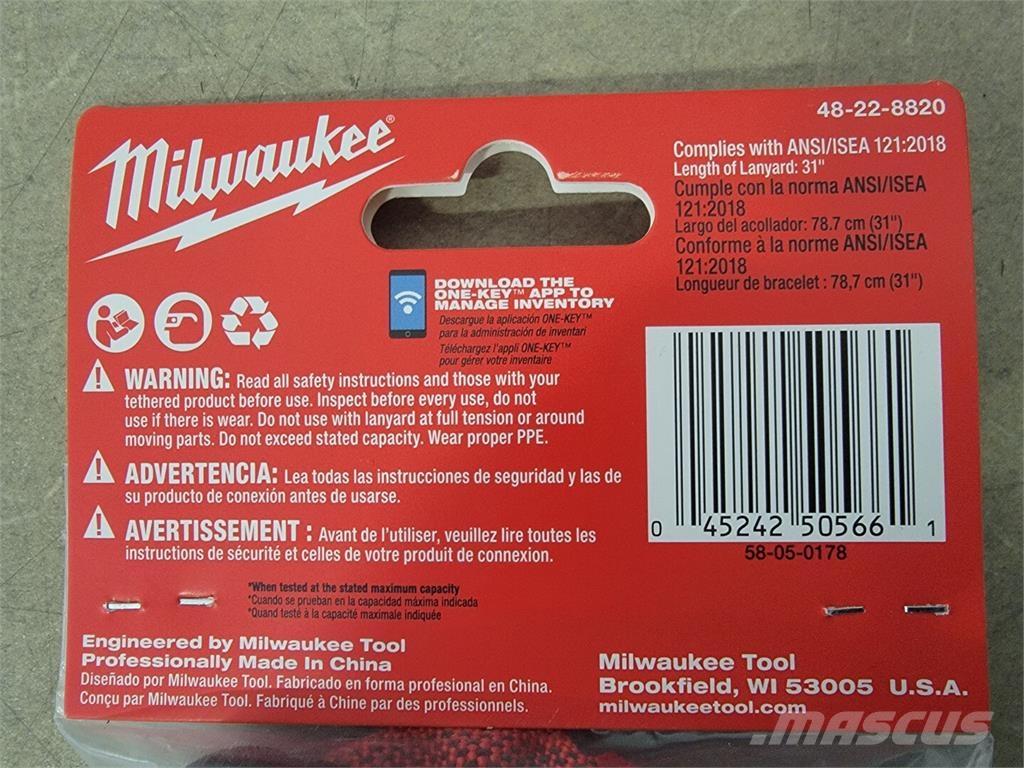 Milwaukee®
48-22-8820
Complies with ANSI/ISEA 121:2018
Length of Lanyard: 31"
Cumple con la norma ANSI/ISEA
121:2018
Largo del acollador: 78.7 cm (31")
Conforme à la norme ANSI/ISEA
121:2018
Longueur de bracelet : 78,7 cm (31")
DOWNLOAD THE
ONE-KEY™ APP TO
MANAGE INVENTORY
Descargue la aplicación ONE-KEY™
para la administración de inventari
Téléchargez l'appli ONE-KEY™
pour gérer votre inventaire
WARNING: Read all safety instructions and those with your
tethered product before use. Inspect before every use, do not
use if there is wear. Do not use with lanyard at full tension or around
moving parts. Do not exceed stated capacity. Wear proper PPE.
ADVERTENCIA: Lea todas las instrucciones de seguridad y las de
su producto de conexión antes de usarse.
AVERTISSEMENT : Avant de l'utiliser, veuillez lire toutes les
instructions de sécurité et celles de votre produit de connexion.
0 45242 50566 1
58-05-0178
*When tested at the stated maximum capacity
*Cuando se prueban en la capacidad máxima indicada
*Quand testé à la capacité maximale indiquée
Engineered by Milwaukee Tool
Professionally Made In China
Diseñado por Milwaukee Tool. Fabricado en forma profesional en China.
Conçu par Milwaukee Tool. Fabriqué à Chine par des professionnels.
Milwaukee Tool
Brookfield, WI 53005 U.S.A.
milwaukeetool.com
MASCUS